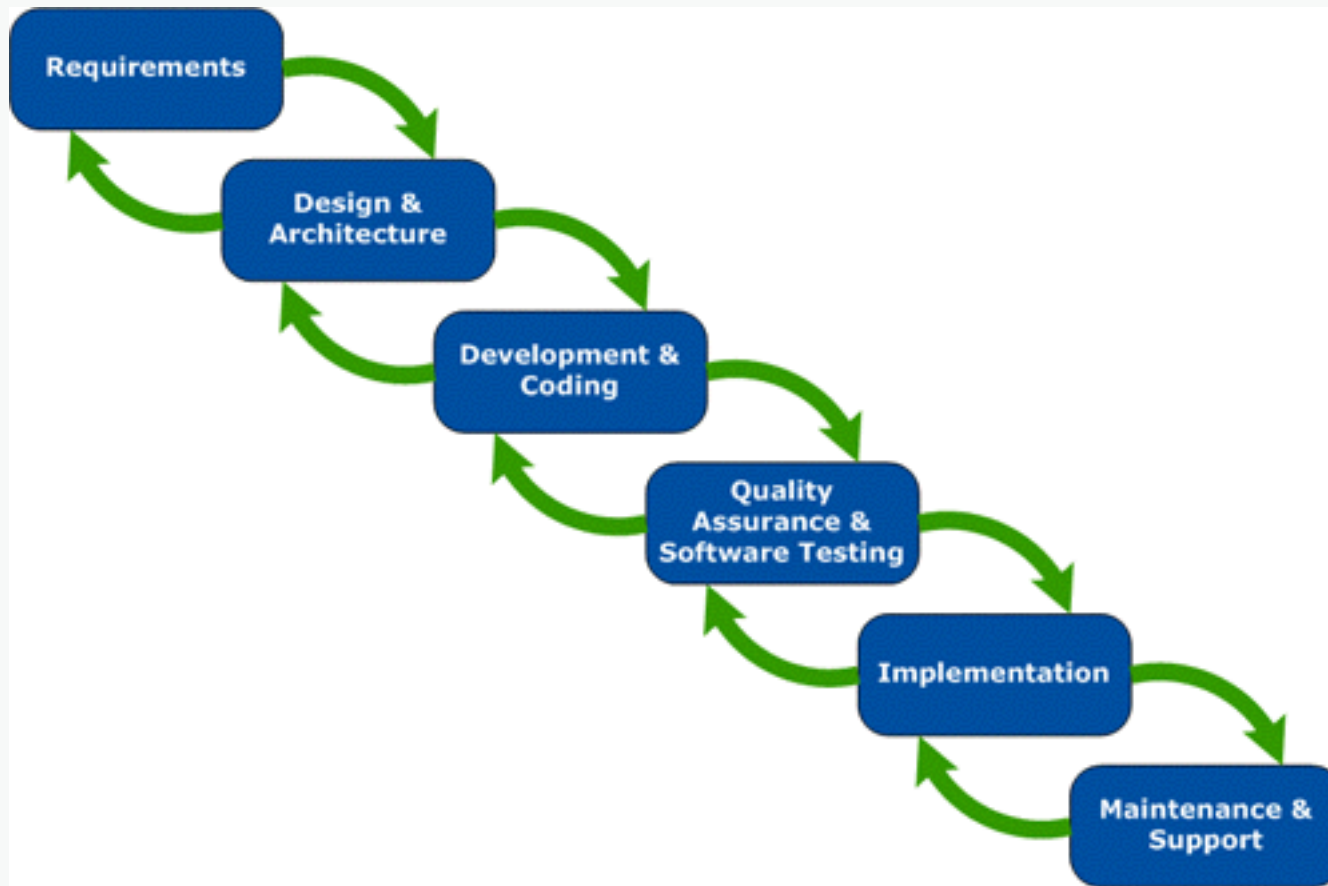 Requirements
Design &
Architecture
Development &
Coding
Quality
Assurance &
Software Testing
Implementation
Maintenance &
Support